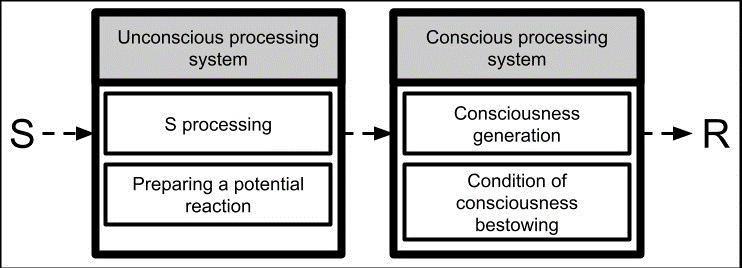 S
Unconscious processing
system
S processing
Preparing a potential
reaction
Conscious processing
system
Consciousness
generation
Condition of
consciousness
bestowing
R